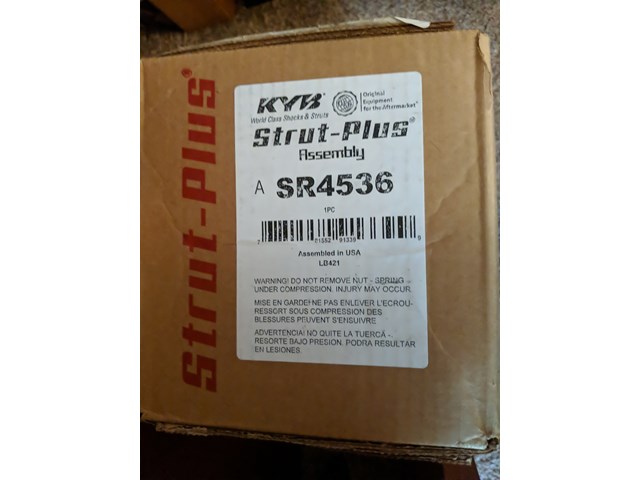 Strut-Plus®
KYB
World Class Shocks & Struts
Original
Equipment
for the Aftermarket®
Strut-Plus®
Assembly
A SR4536
1PC
Assembled in USA
LB421
WARNING! DO NOT REMOVE NUT - SPRING
UNDER COMPRESSION. INJURY MAY OCCUR.
MISE EN GARDE!NE PAS ENLEVER L'ECROU-
RESSORT SOUS COMPRESSION DES
BLESSURES PEUVENT S'ENSUIVRE
ADVERTENCIA! NO QUITE LA TUERCA -
RESORTE BAJO PRESION. PODRA RESULTAR
EN LESIONES.